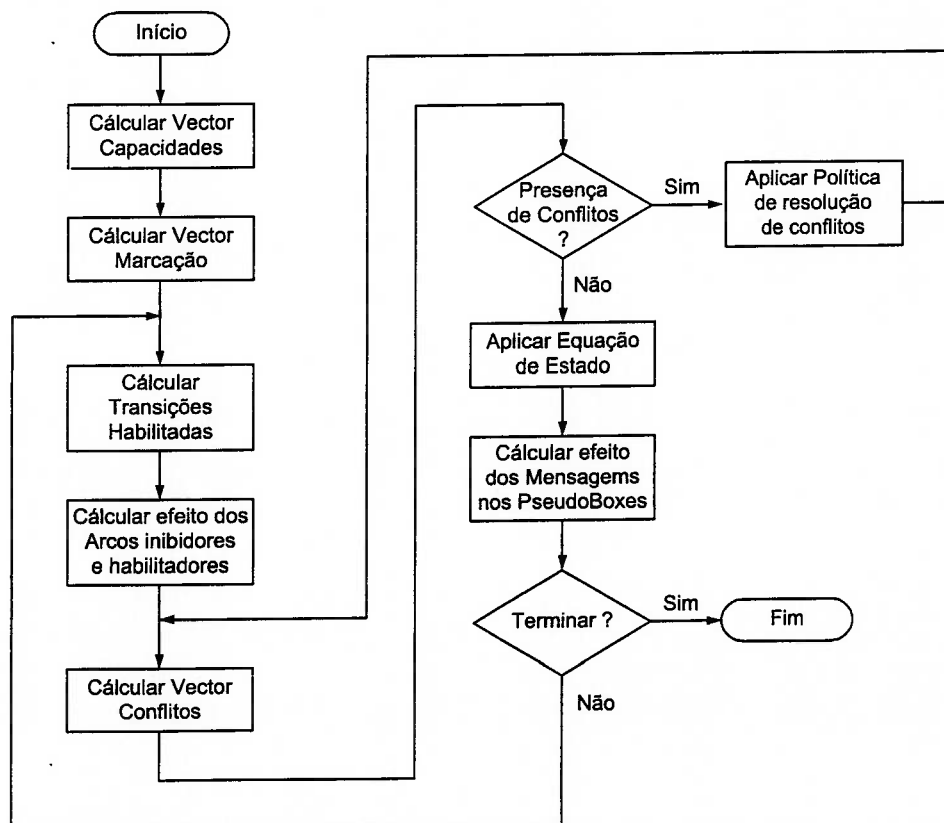 Início
Cálcular Vector
Capacidades
Cálcular Vector
Marcação
Cálcular
Transições
Habilitadas
Cálcular efeito dos
Arcos inibidores
e habilitadores
Cálcular Vector
Conflitos
Presença
de Conflitos
?
Sim
Aplicar Política
de resolução
de conflitos
Não
Aplicar Equação
de Estado
Cálcular efeito
dos Mensagems
nos PseudoBoxes
Terminar ?
Sim
Fim
Não